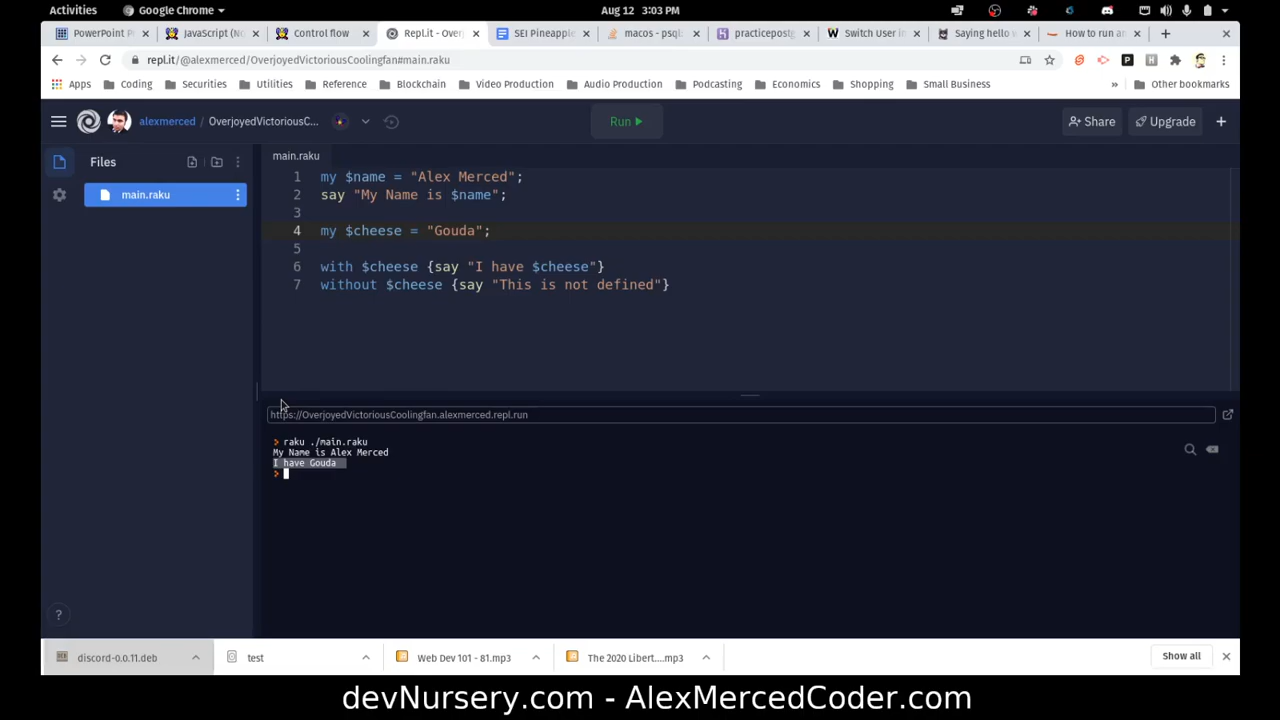 Activities Google Chrome Aug 12 3:03 PM
PowerPoint P JavaScript (No Control flow Repl.it - Over SEI Pineapple macos - psql: practicepostg Switch User in Saying hello w How to run an
repl.it/@alexmerced/OverjoyedVictoriousCoolingfan#main.raku
Apps Coding Securities Utilities Reference Blockchain Video Production Audio Production Podcasting Economics Shopping Small Business » Other bookmarks
alexmerced / OverjoyedVictoriousC... Run Share Upgrade
Files main.raku
main.raku
1 my $name = "Alex Merced";
2 say "My Name is $name";
3
4 my $cheese = "Gouda";
5
6 with $cheese {say "I have $cheese"}
7 without $cheese {say "This is not defined"}
https://OverjoyedVictoriousCoolingfan.alexmerced.repl.run
> raku ./main.raku
My Name is Alex Merced
I have Gouda
>
?
discord-0.0.11.deb test Web Dev 101 - 81.mp3 The 2020 Libert....mp3 Show all
devNursery.com - AlexMercedCoder.com